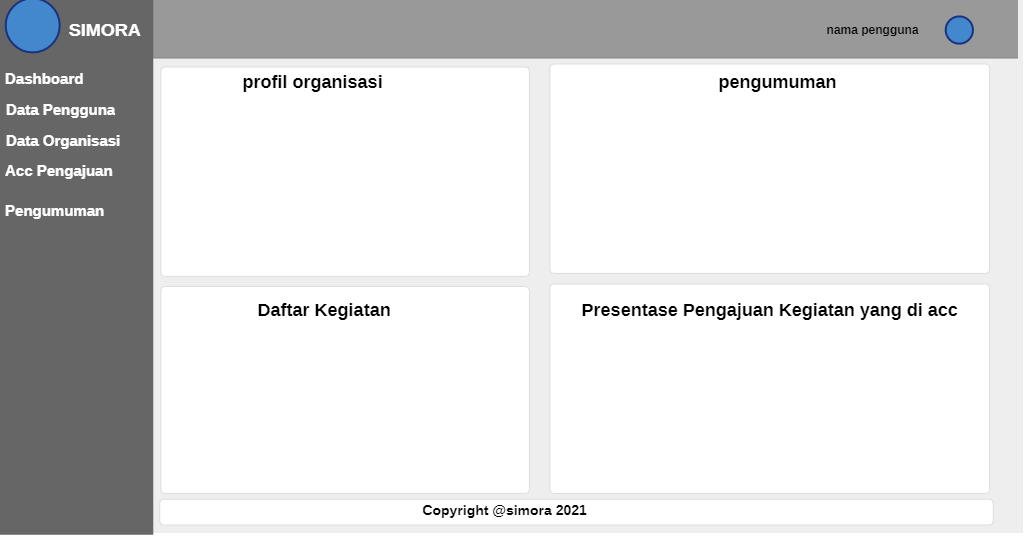 SIMORA
nama pengguna
Dashboard
Data Pengguna
Data Organisasi
Acc Pengajuan
Pengumuman
profil organisasi
pengumuman
Daftar Kegiatan
Presentase Pengajuan Kegiatan yang di acc
Copyright @simora 2021